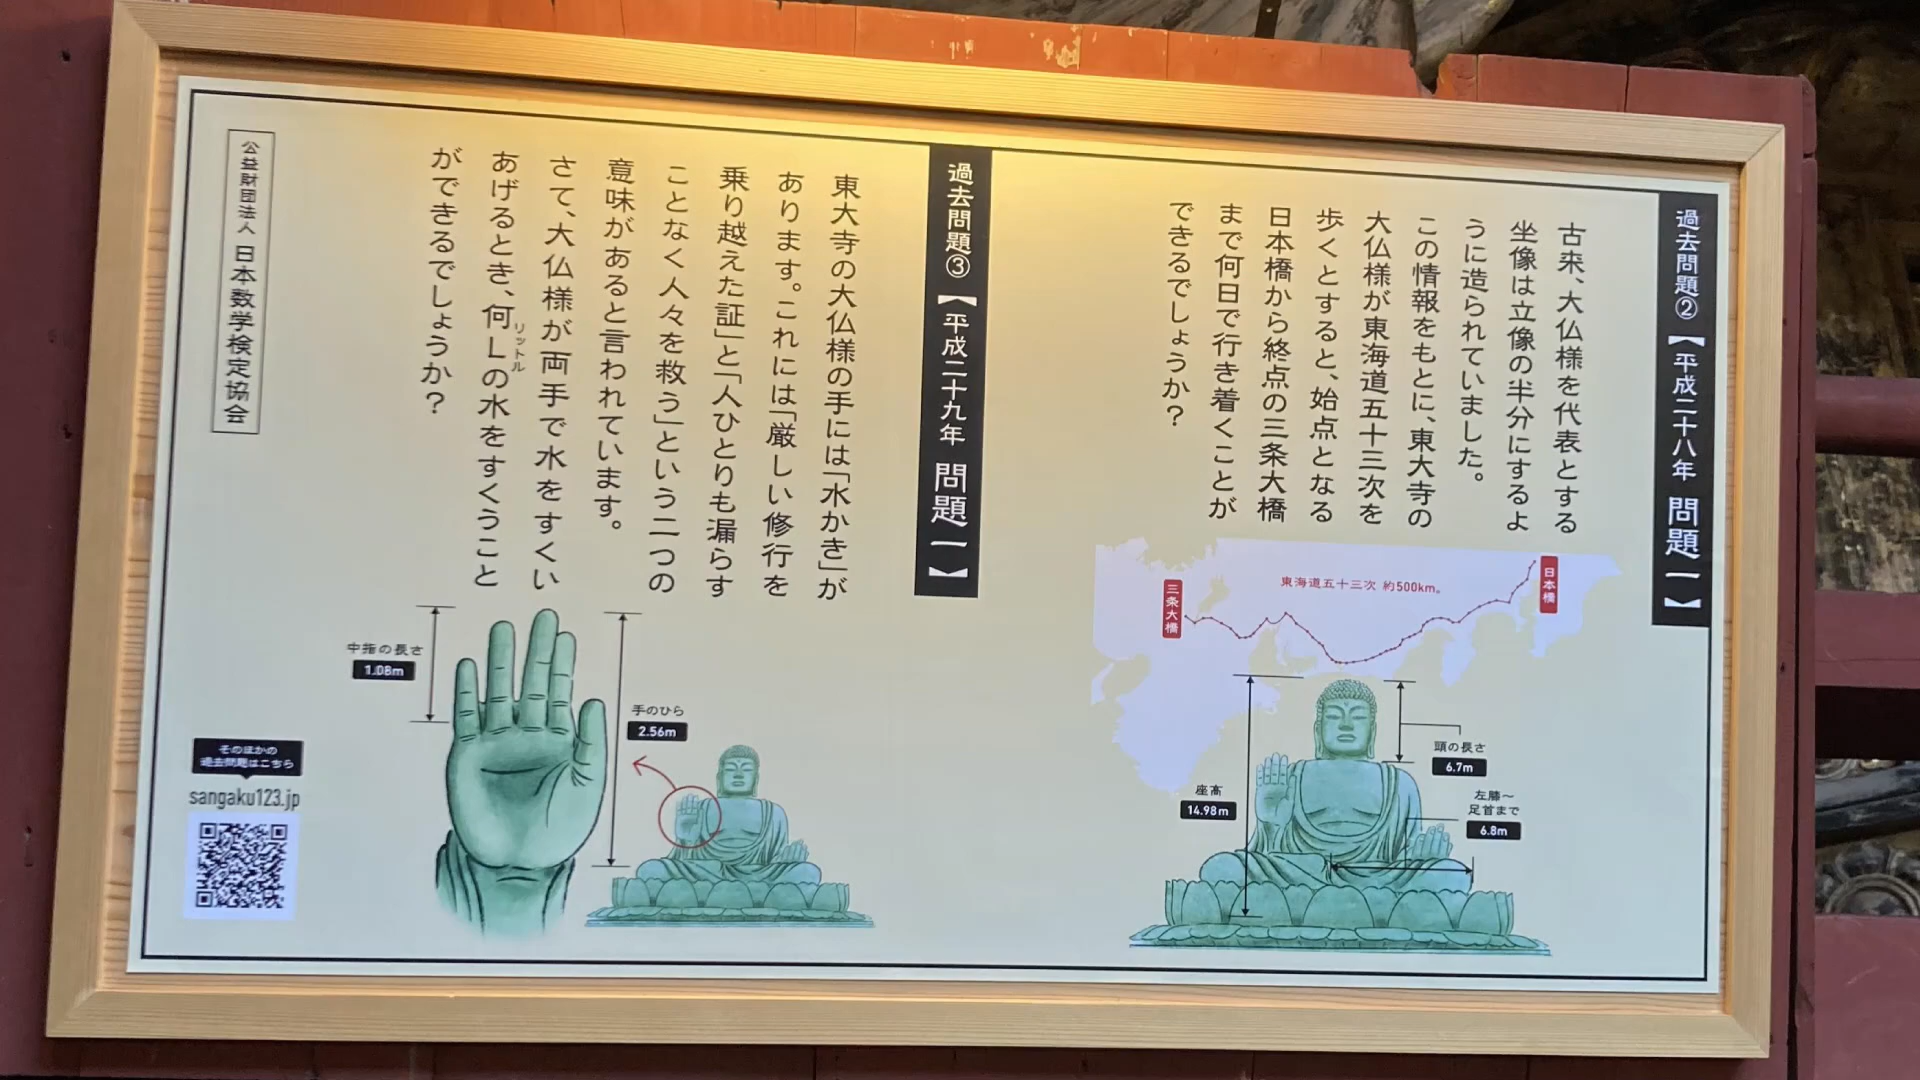 過去問題②【平成二十八年 問題一】
古来、大仏様を代表とする
坐像は立像の半分にするよ
うに造られていました。
この情報をもとに、東大寺の
大仏様が東海道五十三次を
歩くとすると、始点となる
日本橋から終点の三条大橋
まで何日で行き着くことが
できるでしょうか？
日本橋
東海道五十三次 約500km。
三条大橋
頭の長さ
6.7m
座高
14.98m
左膝〜
足首まで
6.8m
過去問題③【平成二十九年 問題一】
東大寺の大仏様の手には「水かき」が
あります。これには「厳しい修行を
乗り越えた証」と「人ひとりも漏らす
ことなく人々を救う」という二つの
意味があると言われています。
さて、大仏様が両手で水をすくい
あげるとき、何Lの水をすくうこと
リットル
ができるでしょうか？
中指の長さ
1.08m
手のひら
2.56m
公益財団法人 日本数学検定協会
そのほかの
過去問題はこちら
sangaku123.jp